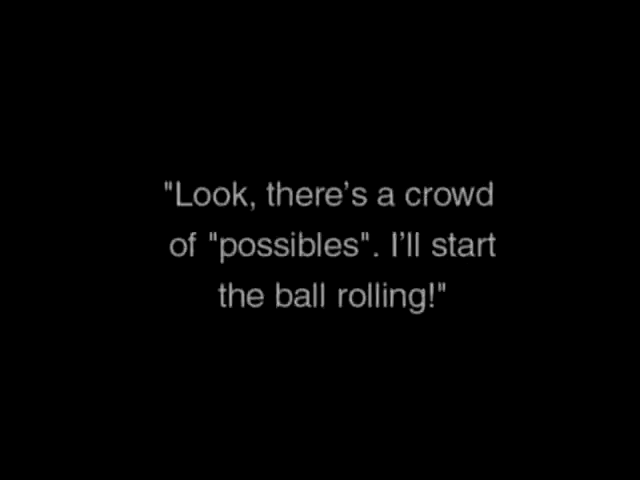 "Look, there's a crowd
of "possibles". I'll start
the ball rolling!"